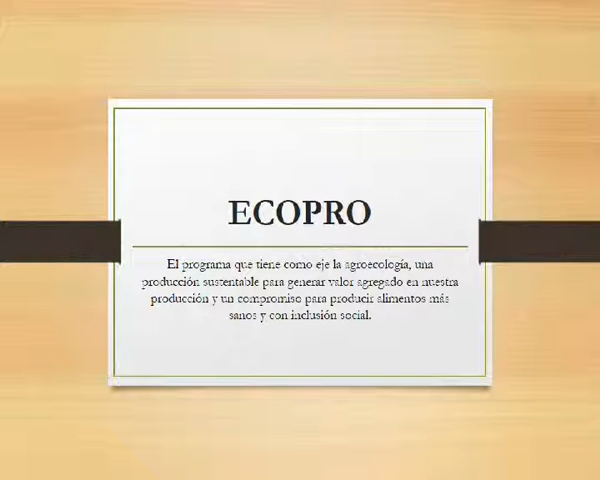 ECOPRO
El programa que tiene como eje la agroecología, una
producción sustentable para generar valor agregado en nuestra
producción y un compromiso para producir alimentos más
sanos y con inclusión social.